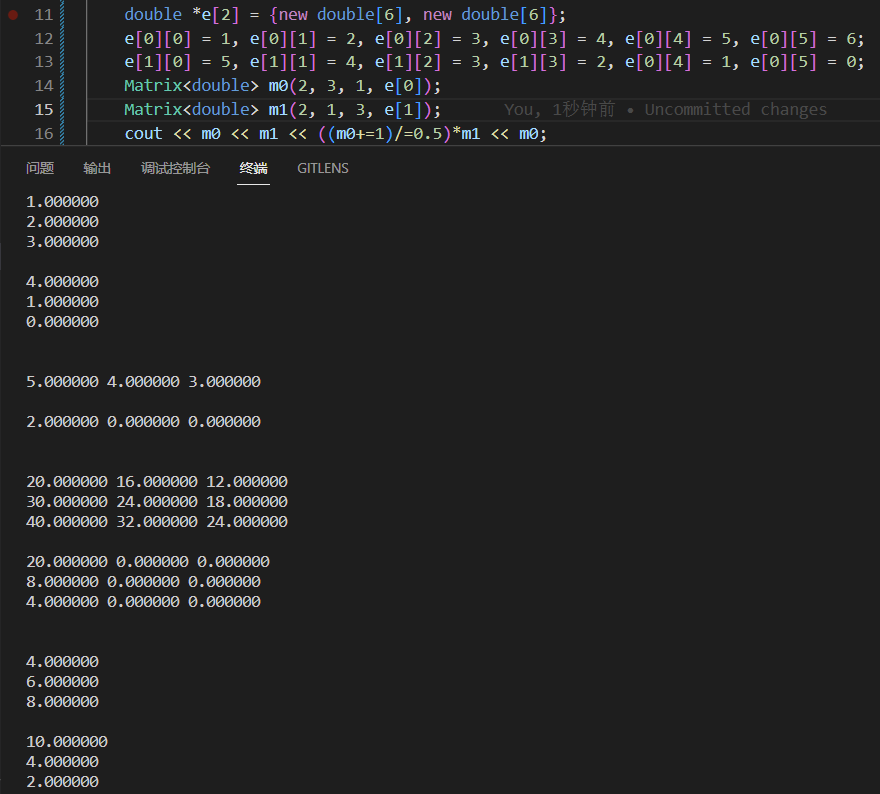 11 double *e[2] = {new double[6], new double[6]};
12 e[0][0] = 1, e[0][1] = 2, e[0][2] = 3, e[0][3] = 4, e[0][4] = 5, e[0][5] = 6;
13 e[1][0] = 5, e[1][1] = 4, e[1][2] = 3, e[1][3] = 2, e[0][4] = 1, e[0][5] = 0;
14 Matrix<double> m0(2, 3, 1, e[0]);
15 Matrix<double> m1(2, 1, 3, e[1]); You, 1秒钟前 • Uncommitted changes
16 cout << m0 << m1 << ((m0+=1)/=0.5)*m1 << m0;
问题 输出 调试控制台 终端 GITLENS
1.000000
2.000000
3.000000
4.000000
1.000000
0.000000
5.000000 4.000000 3.000000
2.000000 0.000000 0.000000
20.000000 16.000000 12.000000
30.000000 24.000000 18.000000
40.000000 32.000000 24.000000
20.000000 0.000000 0.000000
8.000000 0.000000 0.000000
4.000000 0.000000 0.000000
4.000000
6.000000
8.000000
10.000000
4.000000
2.000000